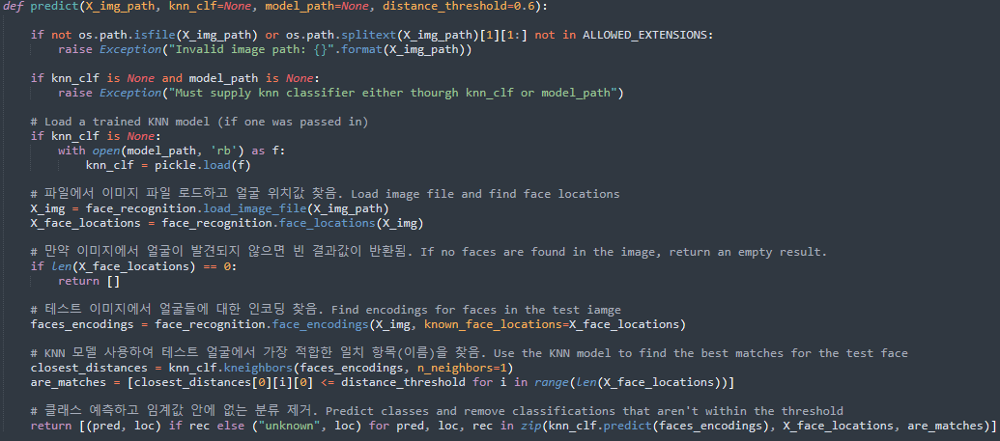 def predict(X_img_path, knn_clf=None, model_path=None, distance_threshold=0.6):
if not os.path.isfile(X_img_path) or os.path.splitext(X_img_path)[1][1:] not in ALLOWED_EXTENSIONS:
raise Exception("Invalid image path: {}".format(X_img_path))
if knn_clf is None and model_path is None:
raise Exception("Must supply knn classifier either thourgh knn_clf or model_path")
# Load a trained KNN model (if one was passed in)
if knn_clf is None:
with open(model_path, 'rb') as f:
knn_clf = pickle.load(f)
# 파일에서 이미지 파일 로드하고 얼굴 위치값 찾음. Load image file and find face locations
X_img = face_recognition.load_image_file(X_img_path)
X_face_locations = face_recognition.face_locations(X_img)
# 만약 이미지에서 얼굴이 발견되지 않으면 빈 결과값이 반환됨. If no faces are found in the image, return an empty result.
if len(X_face_locations) == 0:
return []
# 테스트 이미지에서 얼굴들에 대한 인코딩 찾음. Find encodings for faces in the test iamge
faces_encodings = face_recognition.face_encodings(X_img, known_face_locations=X_face_locations)
# KNN 모델 사용하여 테스트 얼굴에서 가장 적합한 일치 항목(이름)을 찾음. Use the KNN model to find the best matches for the test face
closest_distances = knn_clf.kneighbors(faces_encodings, n_neighbors=1)
are_matches = [closest_distances[0][i][0] <= distance_threshold for i in range(len(X_face_locations))]
# 클래스 예측하고 임계값 안에 없는 분류 제거. Predict classes and remove classifications that aren't within the threshold
return [(pred, loc) if rec else ("unknown", loc) for pred, loc, rec in zip(knn_clf.predict(faces_encodings), X_face_locations, are_matches)]